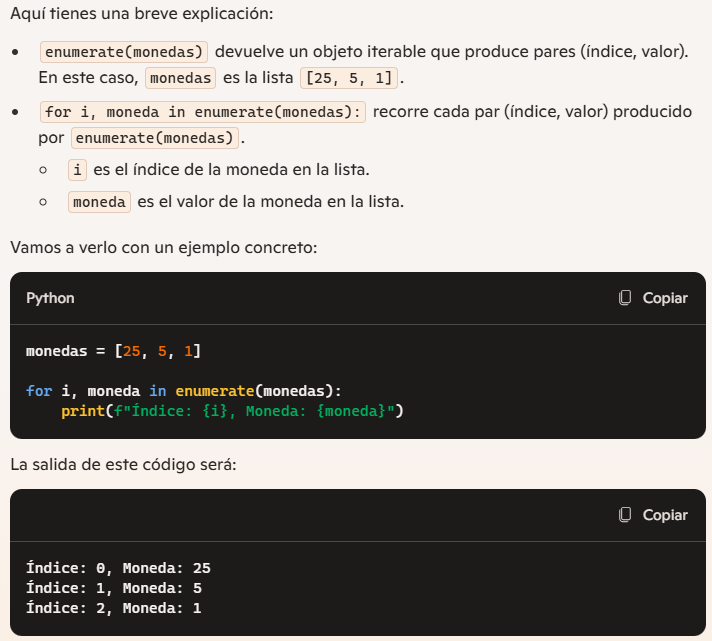 Aquí tienes una breve explicación:
• enumerate(monedas) devuelve un objeto iterable que produce pares (índice, valor).
En este caso, monedas es la lista [25, 5, 1].
• for i, moneda in enumerate(monedas): recorre cada par (índice, valor) producido
por enumerate(monedas).
○ i es el índice de la moneda en la lista.
○ moneda es el valor de la moneda en la lista.
Vamos a verlo con un ejemplo concreto:
Python Copiar
monedas = [25, 5, 1]
for i, moneda in enumerate(monedas):
    print(f"Índice: {i}, Moneda: {moneda}")
La salida de este código será:
Copiar
Índice: 0, Moneda: 25
Índice: 1, Moneda: 5
Índice: 2, Moneda: 1